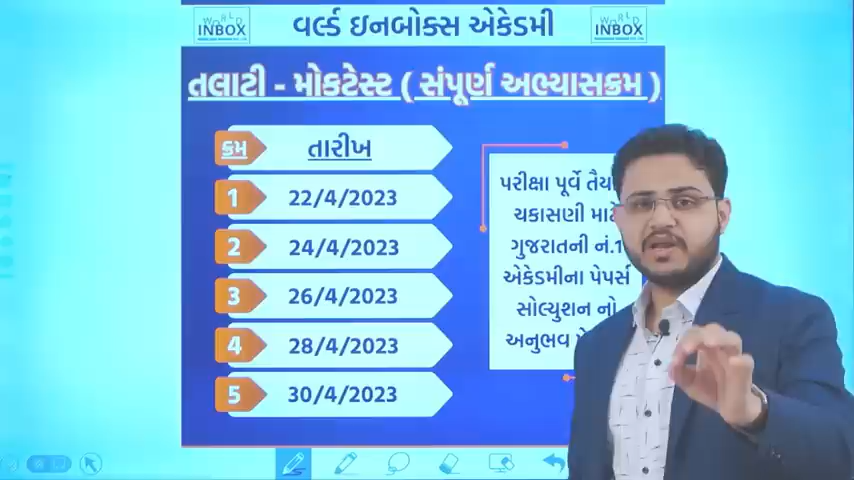 WORLD
INBOX
વર્લ્ડ ઇનબોક્સ એકેડમી
WORLD
INBOX
તલાટી - મોકટેસ્ટ ( સંપૂર્ણ અભ્યાસક્રમ )
ક્રમ તારીખ
1 22/4/2023
2 24/4/2023
3 26/4/2023
4 28/4/2023
5 30/4/2023
પરીક્ષા પૂર્વે
ચકાસણી
ગુજરાતની નં.1
એકેડમીના પેપર્સ
સોલ્યુશન નો
અનુભવ